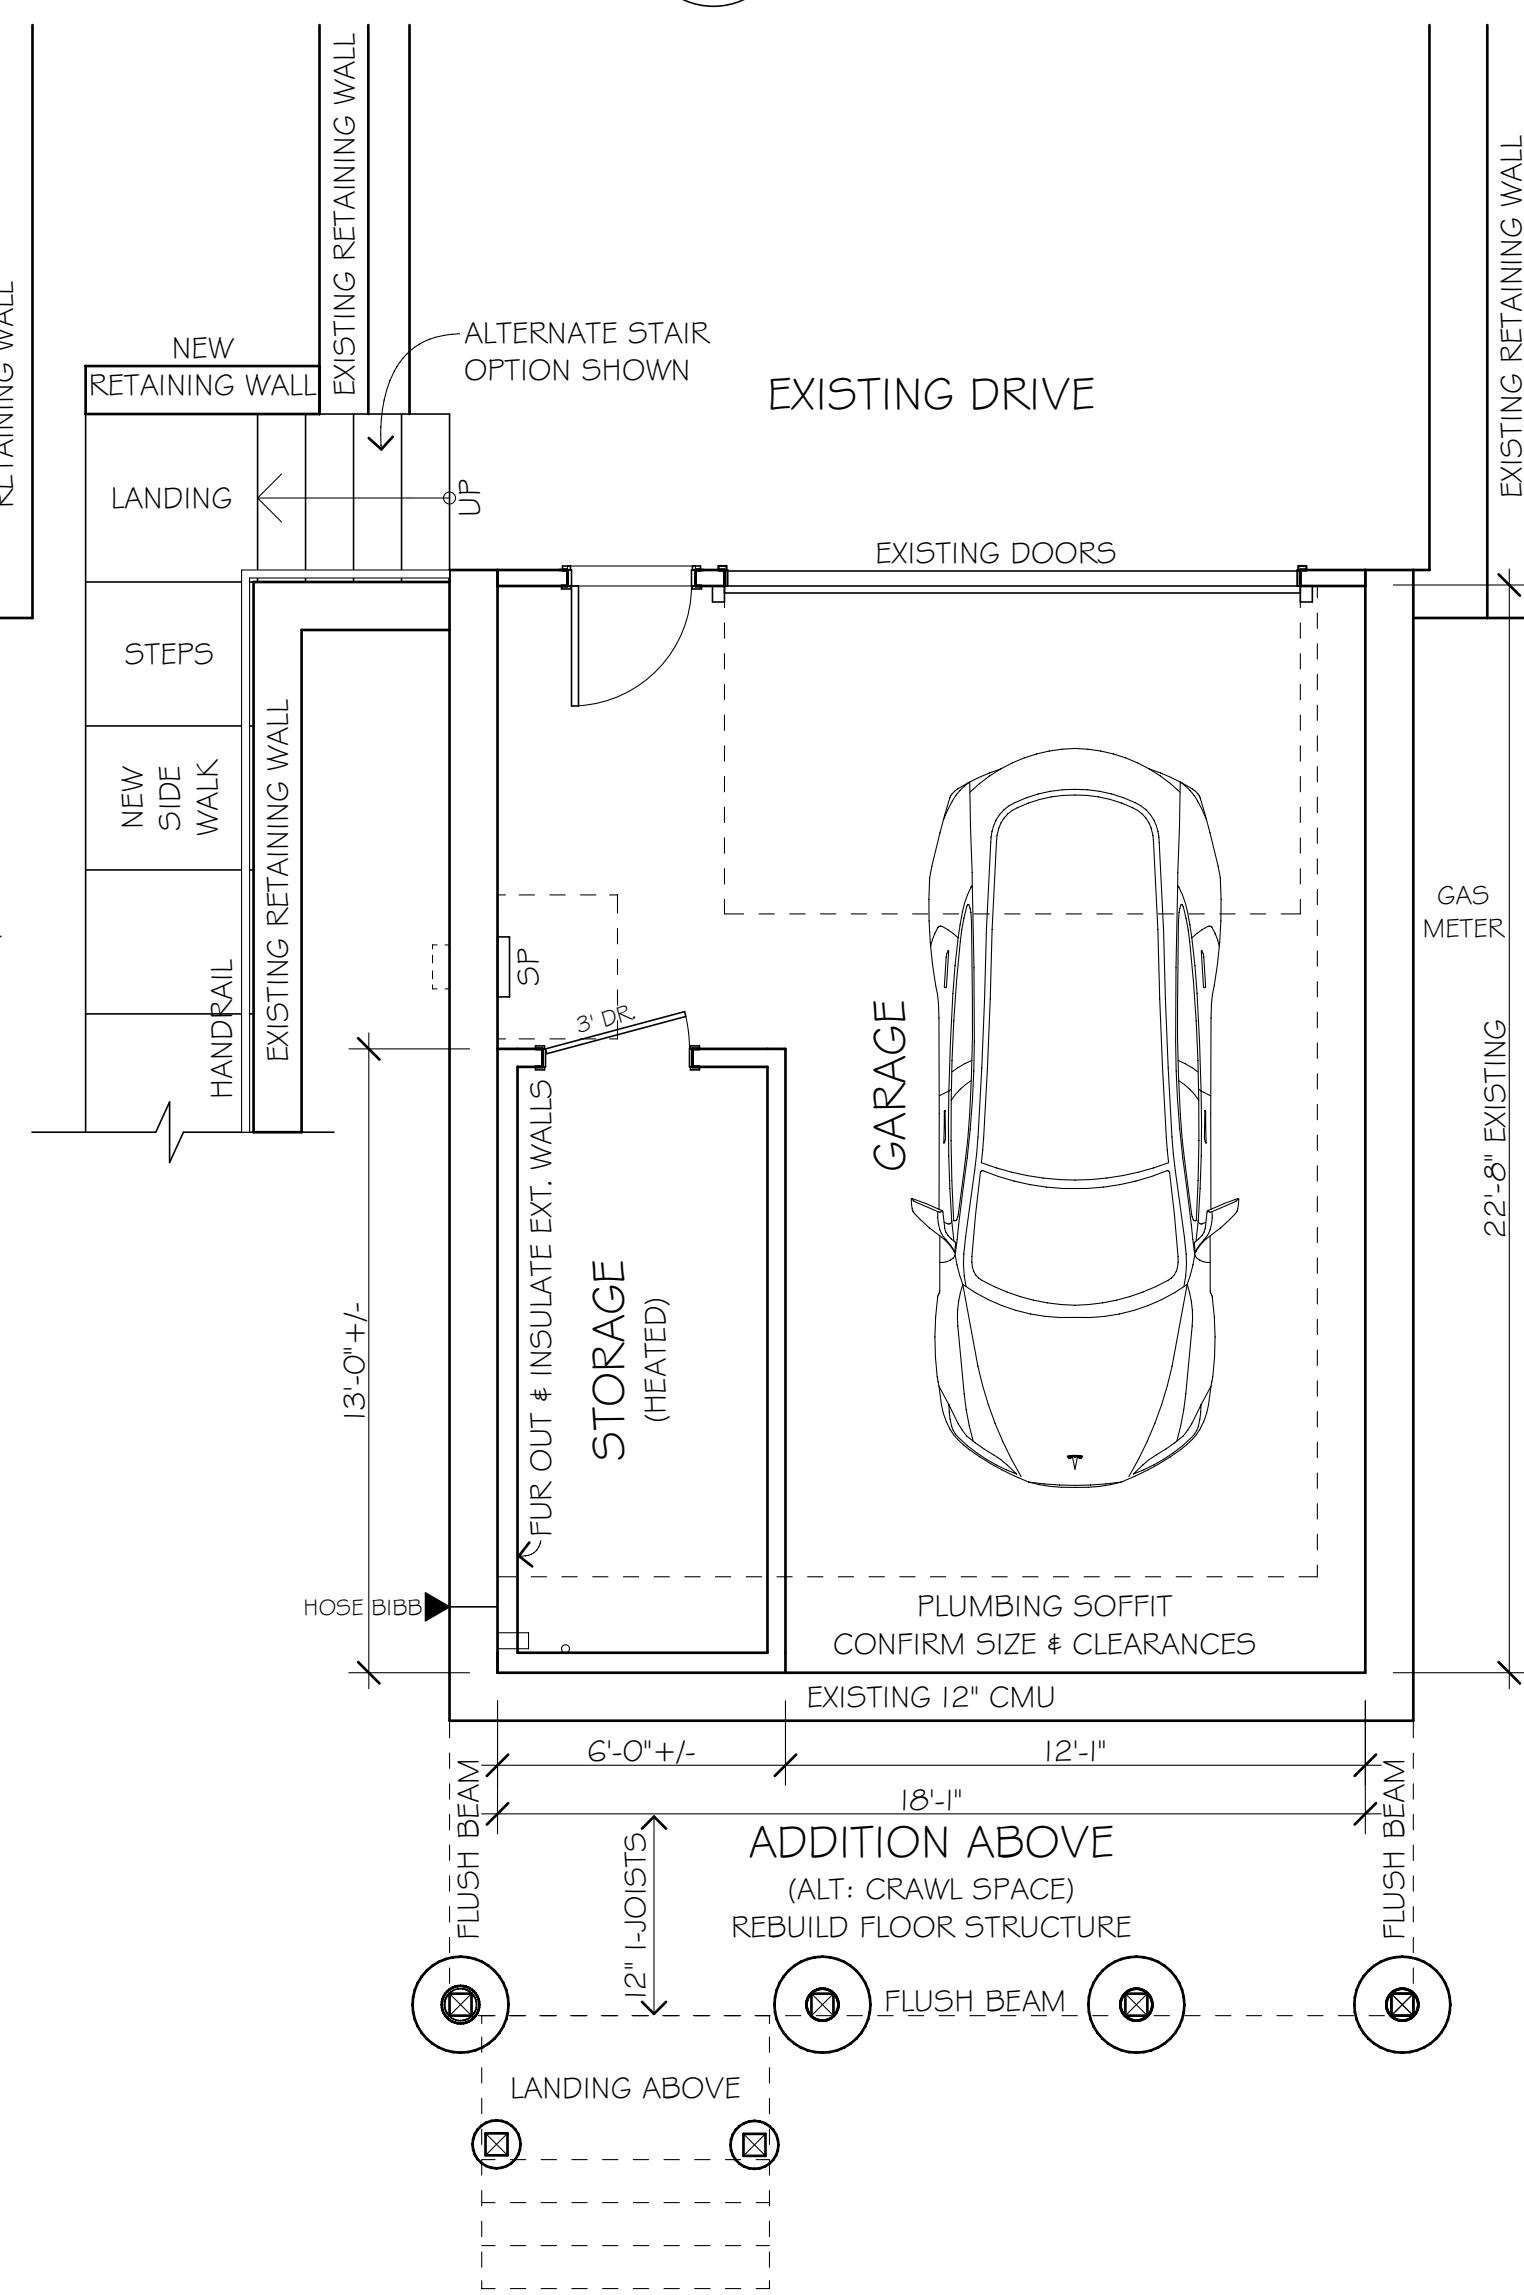 RETAINING WALL
EXISTING RETAINING WALL
EXISTING RETAINING WALL
NEW
RETAINING WALL
ALTERNATE STAIR
OPTION SHOWN
EXISTING DRIVE
LANDING
UP
EXISTING DOORS
STEPS
NEW
SIDE
WALK
EXISTING RETAINING WALL
HANDRAIL
SP
3' DR.
GAS
METER
GARAGE
22'-8" EXISTING
13'-0"+/-
FUR OUT & INSULATE EXT. WALLS
STORAGE
(HEATED)
HOSE BIBB
PLUMBING SOFFIT
CONFIRM SIZE & CLEARANCES
EXISTING 12" CMU
6'-0"+/-
12'-1"
18'-1"
FLUSH BEAM
FLUSH BEAM
12" I-JOISTS
ADDITION ABOVE
(ALT: CRAWL SPACE)
REBUILD FLOOR STRUCTURE
FLUSH BEAM
LANDING ABOVE